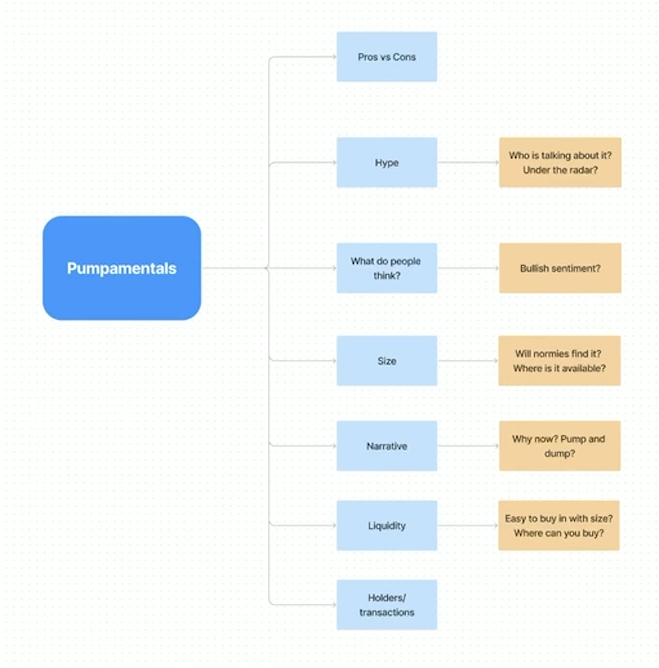 Pros vs Cons
Hype
Who is talking about it?
Under the radar?
Pumpamentals
What do people
think?
Bullish sentiment?
Size
Will normies find it?
Where is it available?
Narrative
Why now? Pump and
dump?
Liquidity
Easy to buy in with size?
Where can you buy?
Holders/
transactions